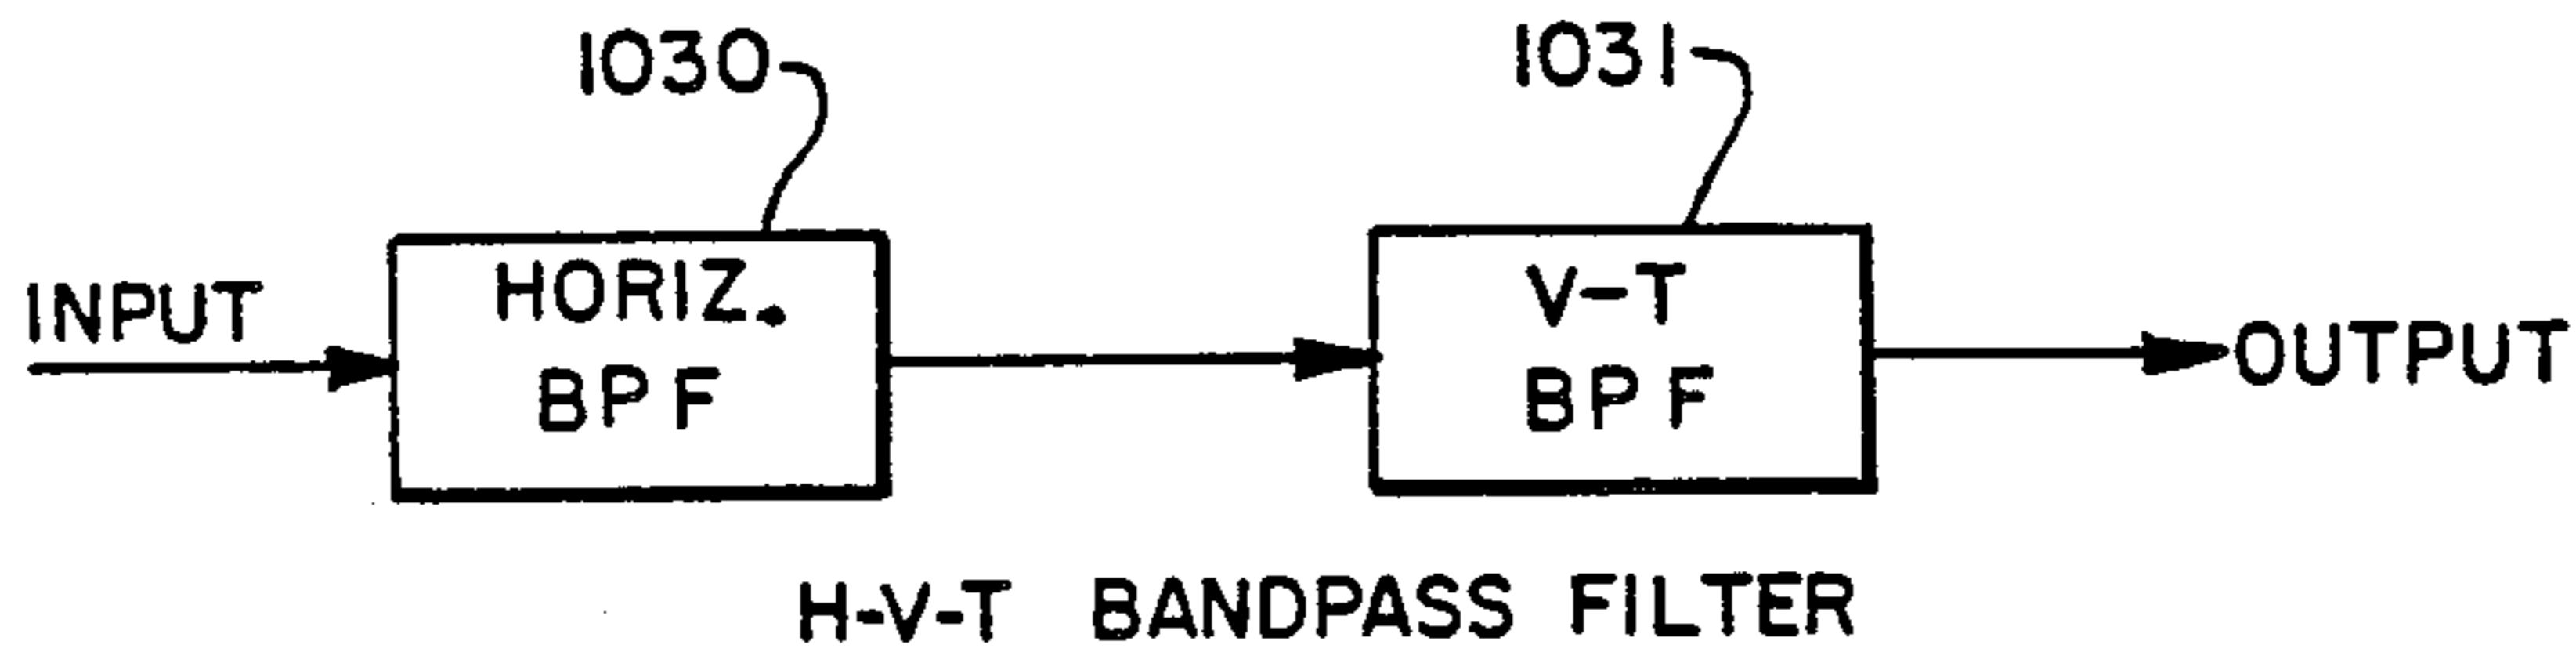 1030
1031
INPUT
HORIZ.
BPF
V-T
BPF
OUTPUT
H-V-T BANDPASS FILTER